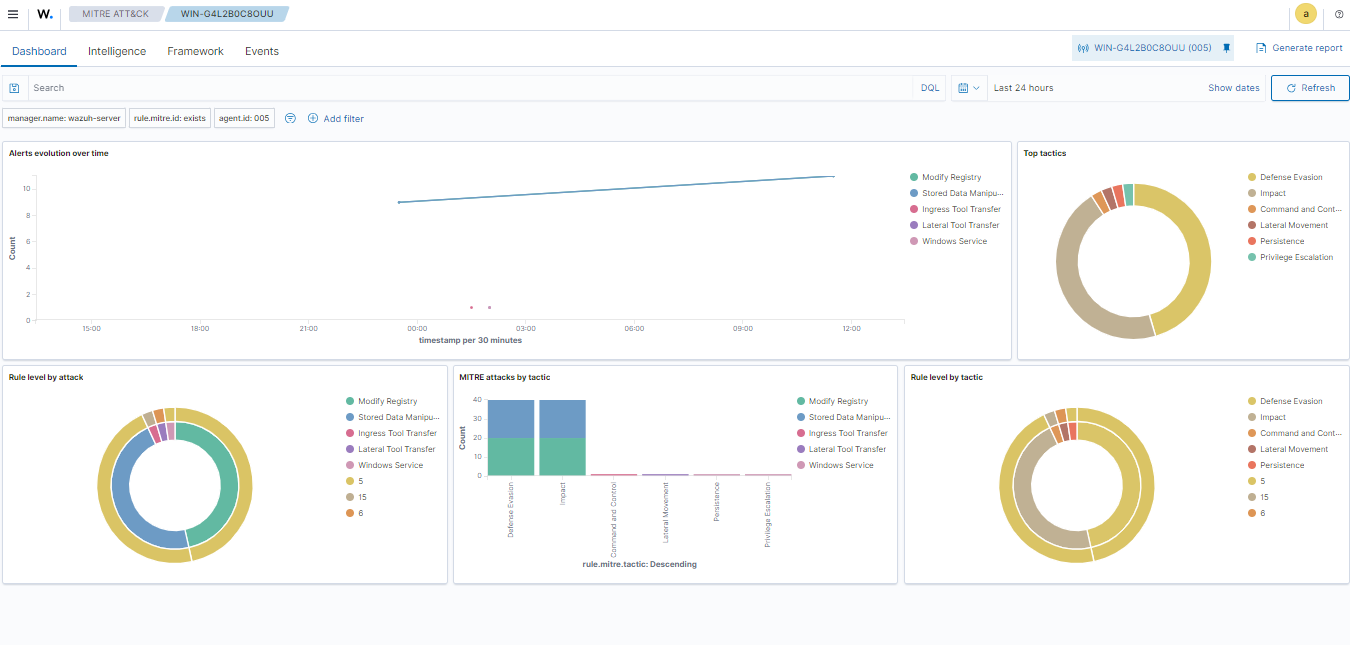 W. MITRE ATT&CK WIN-G4L2B0C8OUU a
Dashboard Intelligence Framework Events WIN-G4L2B0C8OUU (005) Generate report
Search DQL Last 24 hours Show dates Refresh
manager.name: wazuh-server rule.mitre.id: exists agent.id: 005 Add filter
Alerts evolution over time
Count
10
8
6
4
2
0
15:00 18:00 21:00 00:00 03:00 06:00 09:00 12:00
timestamp per 30 minutes
Modify Registry
Stored Data Manipu...
Ingress Tool Transfer
Lateral Tool Transfer
Windows Service
Top tactics
Defense Evasion
Impact
Command and Cont...
Lateral Movement
Persistence
Privilege Escalation
Rule level by attack
Modify Registry
Stored Data Manipu...
Ingress Tool Transfer
Lateral Tool Transfer
Windows Service
5
15
6
MITRE attacks by tactic
Count
40
30
20
10
0
Defense Evasion
Impact
Command and Control
Lateral Movement
Persistence
Privilege Escalation
rule.mitre.tactic: Descending
Modify Registry
Stored Data Manipu...
Ingress Tool Transfer
Lateral Tool Transfer
Windows Service
Rule level by tactic
Defense Evasion
Impact
Command and Cont...
Lateral Movement
Persistence
5
15
6